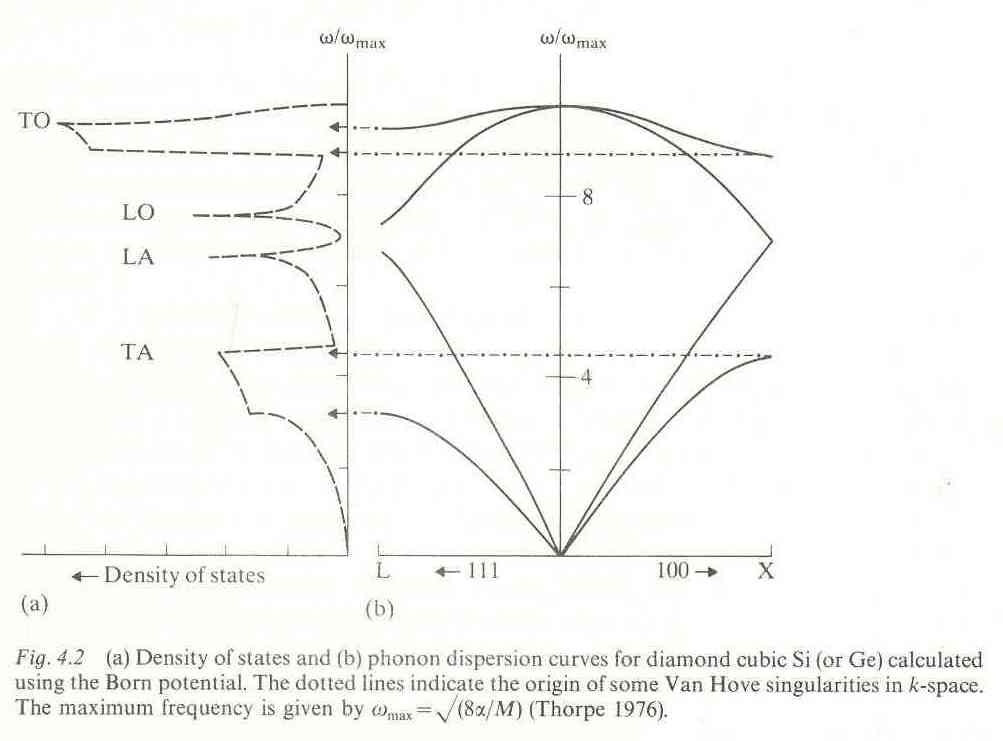 ω/ωmax ω/ωmax
TO
8
LO
LA
TA
4
← Density of states
L ← 111 100 → X
(a) (b)
Fig. 4.2 (a) Density of states and (b) phonon dispersion curves for diamond cubic Si (or Ge) calculated
using the Born potential. The dotted lines indicate the origin of some Van Hove singularities in k-space.
The maximum frequency is given by ωmax = √(8α/M) (Thorpe 1976).